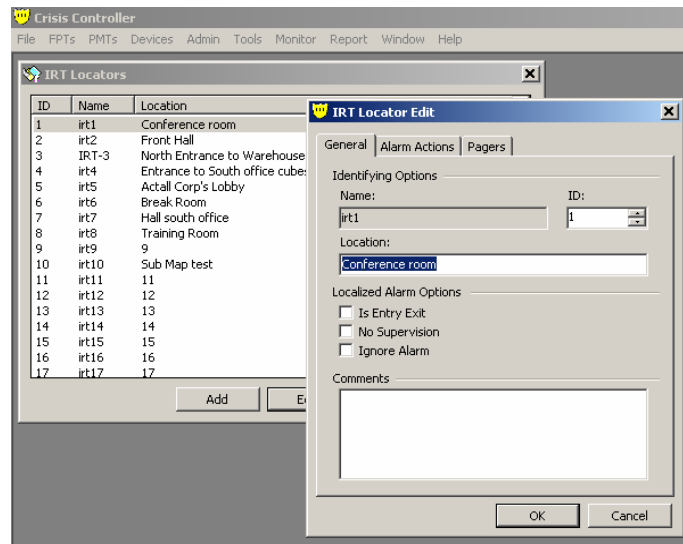 Crisis Controller
File FPTs PMTs Devices Admin Tools Monitor Report Window Help
IRT Locators
ID Name Location
1 irt1 Conference room
2 irt2 Front Hall
3 IRT-3 North Entrance to Warehouse
4 irt4 Entrance to South office cube
5 irt5 Actall Corp's Lobby
6 irt6 Break Room
7 irt7 Hall south office
8 irt8 Training Room
9 irt9 9
10 irt10 Sub Map test
11 irt11 11
12 irt12 12
13 irt13 13
14 irt14 14
15 irt15 15
16 irt16 16
17 irt17 17
Add
IRT Locator Edit
General Alarm Actions Pagers
Identifying Options
Name: ID:
irt1 1
Location:
Conference room
Localized Alarm Options
Is Entry Exit
No Supervision
Ignore Alarm
Comments
OK Cancel